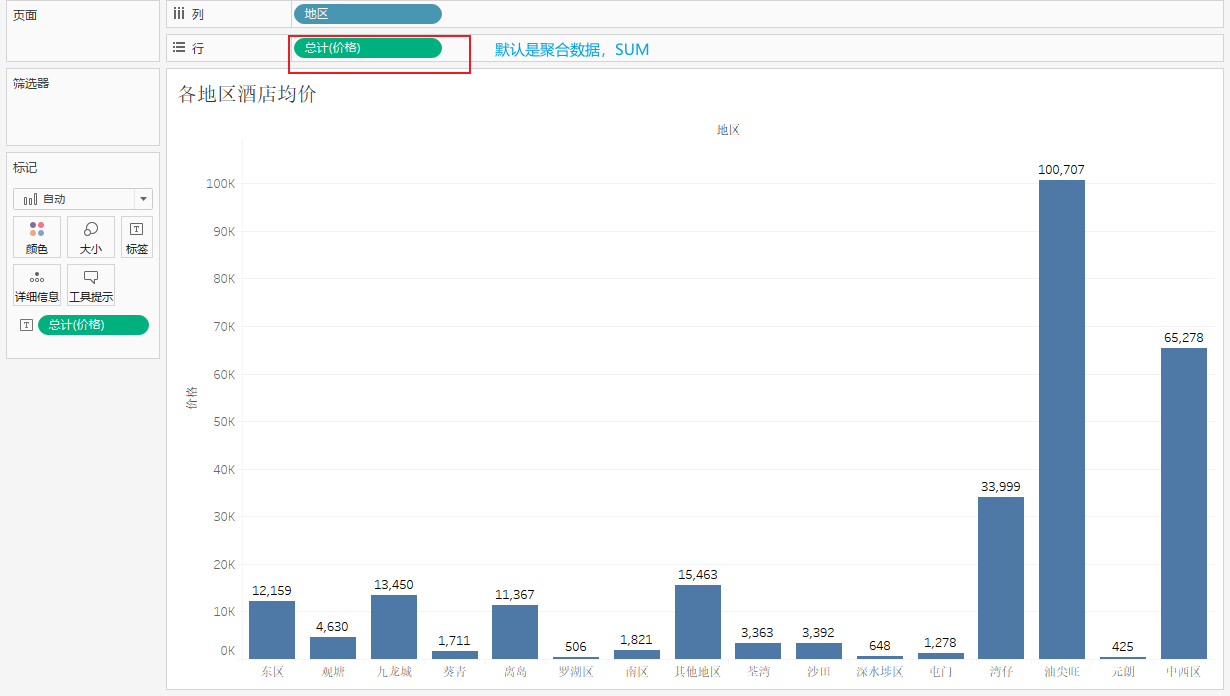 页面
列
地区
行
总计(价格)
默认是聚合数据，SUM
筛选器
标记
自动
颜色
大小
标签
详细信息
工具提示
总计(价格)
各地区酒店均价
地区
价格
100K
90K
80K
70K
60K
50K
40K
30K
20K
10K
0K
12,159
4,630
13,450
1,711
11,367
506
1,821
15,463
3,363
3,392
648
1,278
33,999
100,707
425
65,278
东区
观塘
九龙城
葵青
离岛
罗湖区
南区
其他地区
荃湾
沙田
深水埗区
屯门
湾仔
油尖旺
元朗
中西区